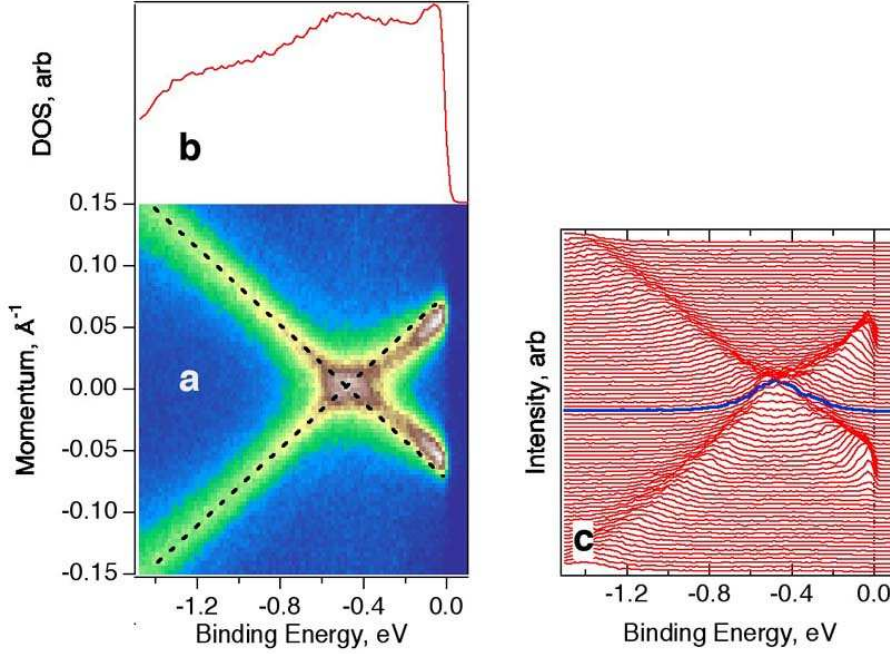 DOS, arb
b
Momentum, Å⁻¹
0.15
0.10
0.05
0.00
-0.05
-0.10
-0.15
a
-1.2 -0.8 -0.4 0.0
Binding Energy, eV
Intensity, arb
c
-1.2 -0.8 -0.4 0.0
Binding Energy, eV